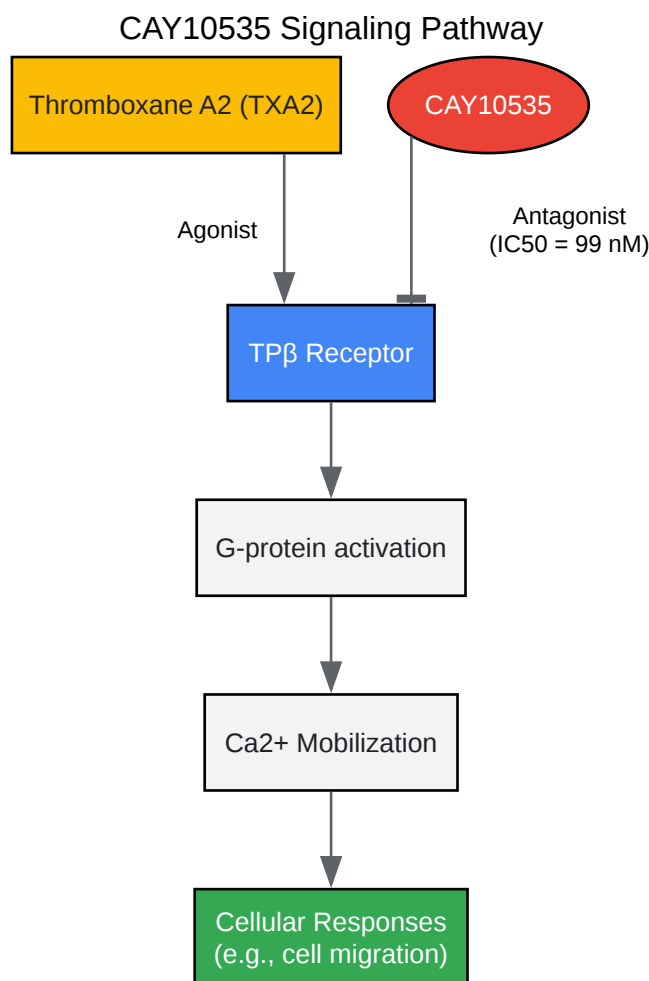 CAY10535 Signaling Pathway
Thromboxane A2 (TXA2)
CAY10535
Agonist
Antagonist
(IC50 = 99 nM)
TPβ Receptor
G-protein activation
Ca2+ Mobilization
Cellular Responses
(e.g., cell migration)